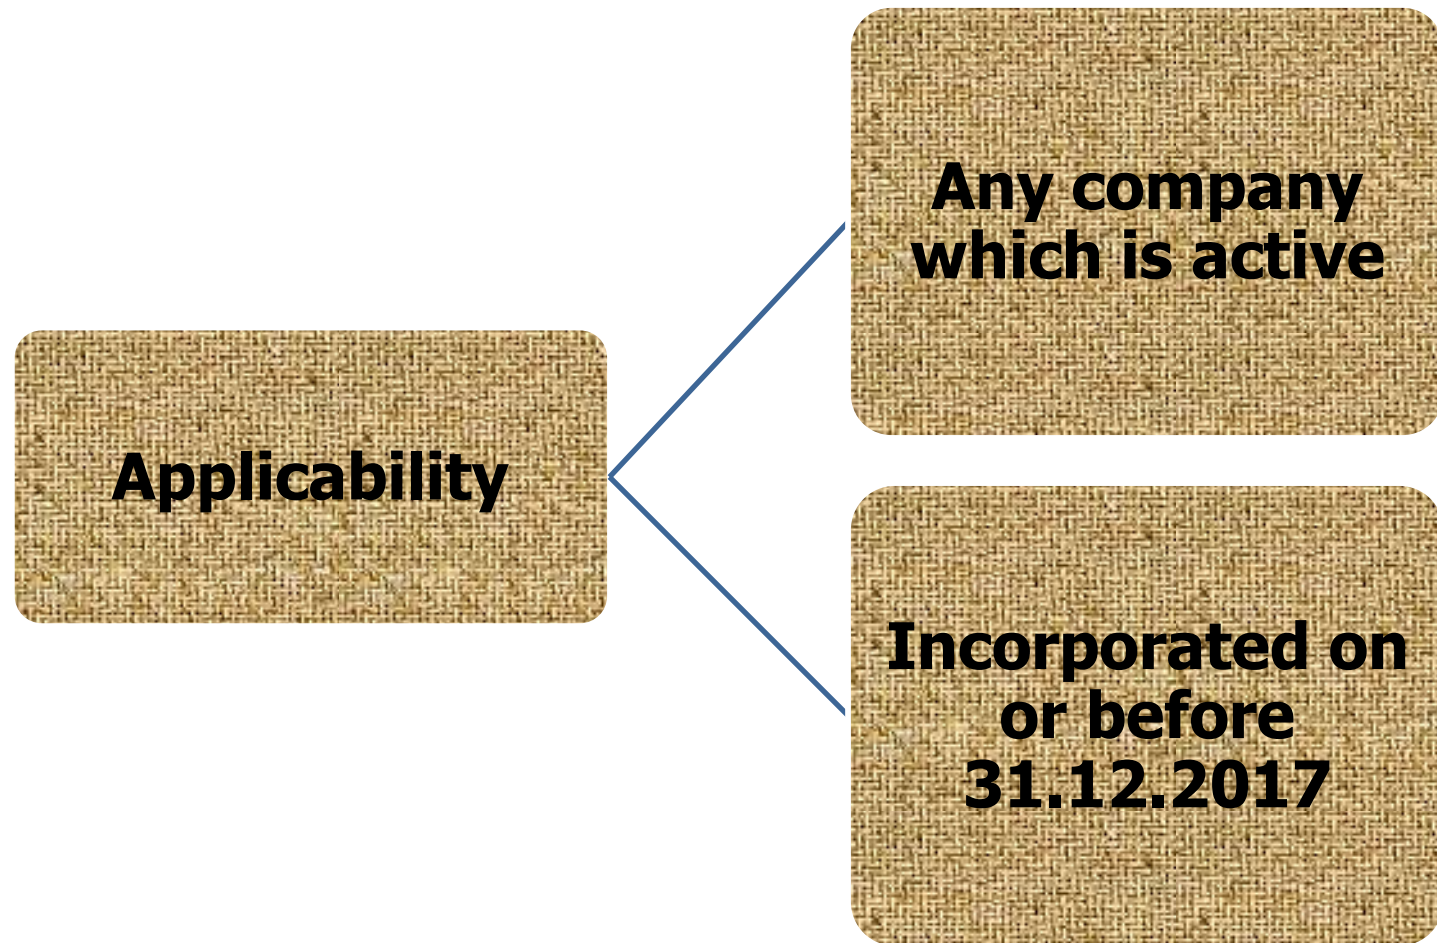 Applicability
Any company
which is active
Incorporated on
or before
31.12.2017